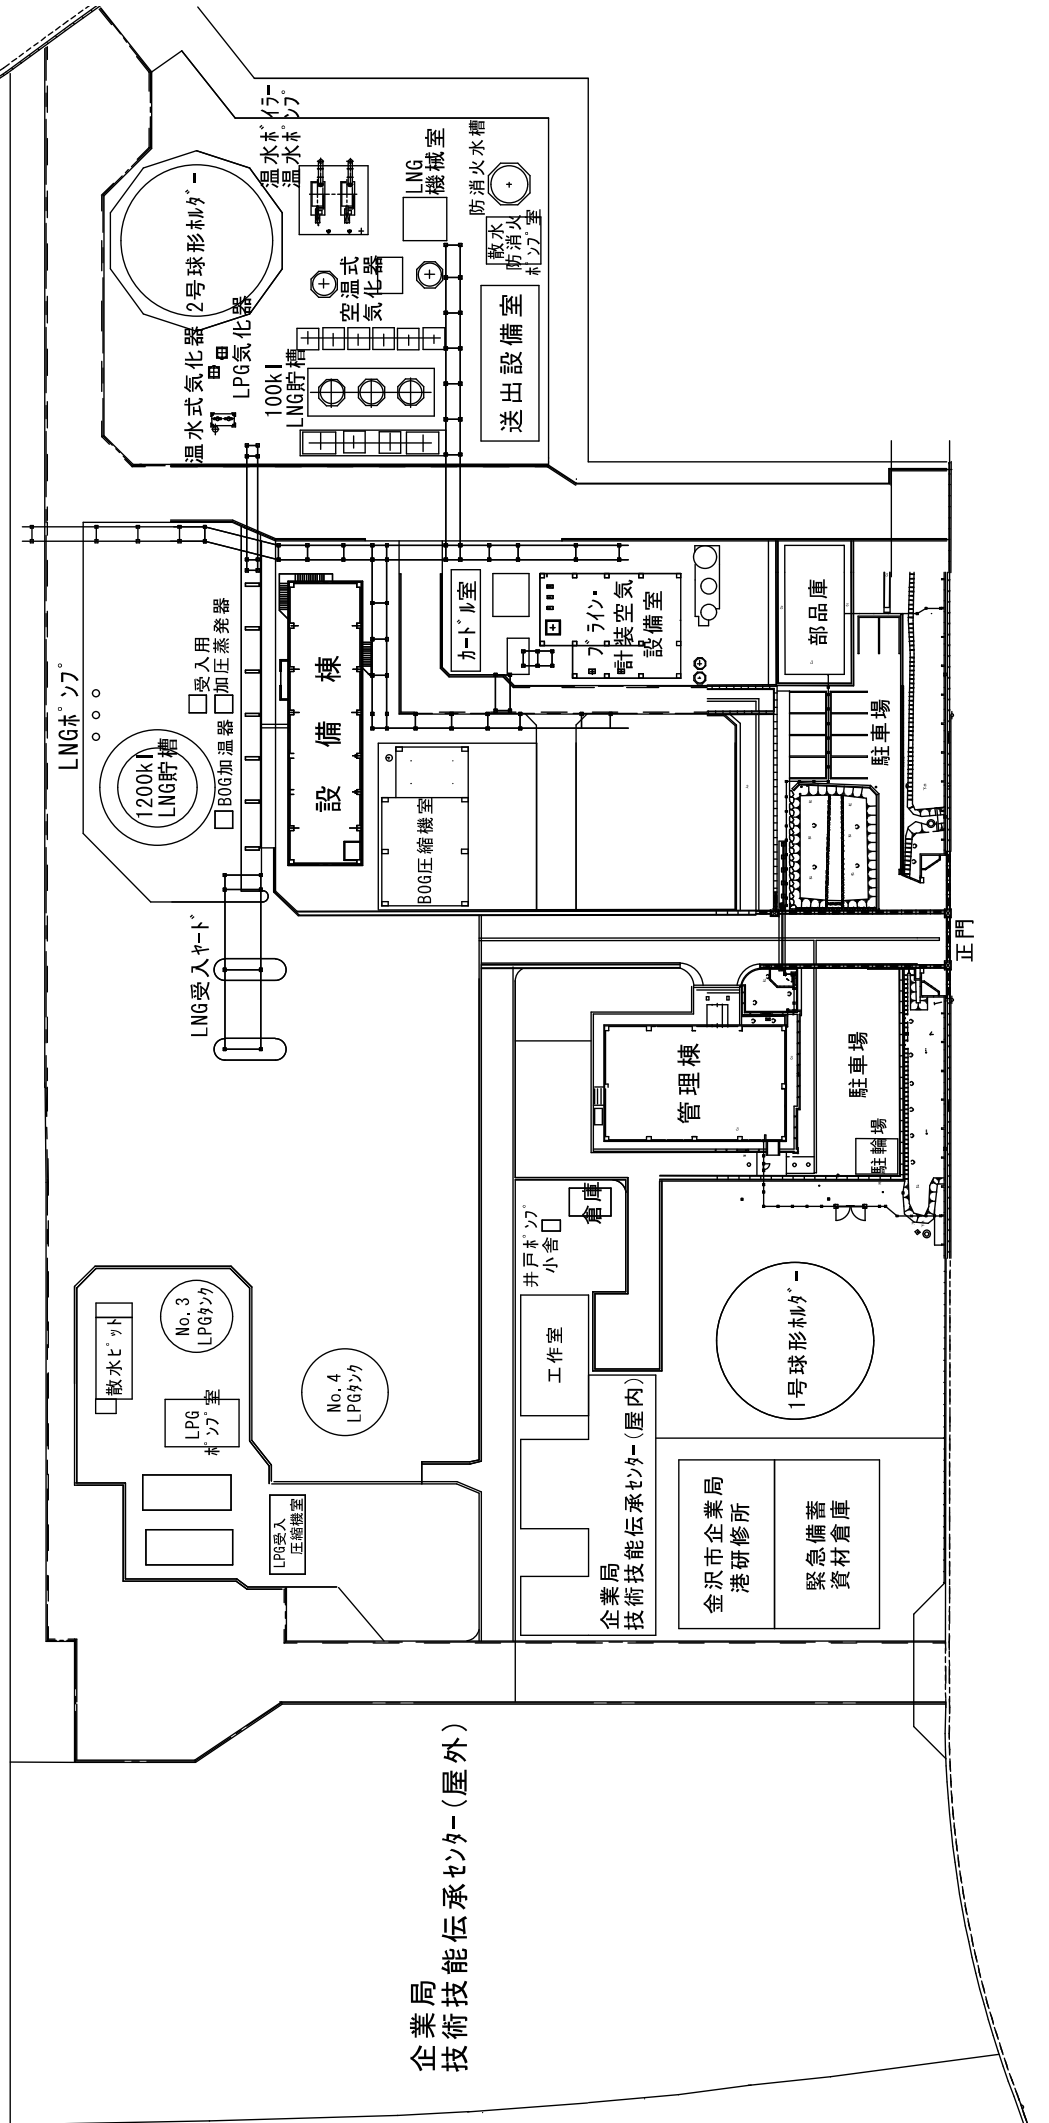 温水ﾎﾞｲﾗｰ
温水ﾎﾟﾝﾌﾟ
LNG
機械室
防消火水槽
散水
防消火
ﾎﾟﾝﾌﾟ室
2号球形ﾎﾙﾀﾞｰ
空温式
気化器
温水式気化器
LPG気化器
100kl
LNG貯槽
送出設備室
LNGﾎﾟﾝﾌﾟ
1200kl
LNG貯槽
受入用
加圧蒸発器
BOG加温器
設備棟
ｶｰﾄﾞﾙ室
ﾌﾞﾗｲﾝ・
計装空気
設備室
部品庫
駐車場
BOG圧縮機室
LNG受入ﾔｰﾄﾞ
正門
管理棟
駐車場
駐輪場
倉庫
井戸ﾎﾟﾝﾌﾟ
小舎
工作室
散水ﾋﾟｯﾄ
No.3
LPGﾀﾝｸ
No.4
LPGﾀﾝｸ
LPG
ﾎﾟﾝﾌﾟ室
LPG受入
圧縮機室
1号球形ﾎﾙﾀﾞｰ
企業局
技術技能伝承ｾﾝﾀｰ(屋内)
金沢市企業局
港研修所
緊急備蓄
資材倉庫
企業局
技術技能伝承ｾﾝﾀｰ(屋外)